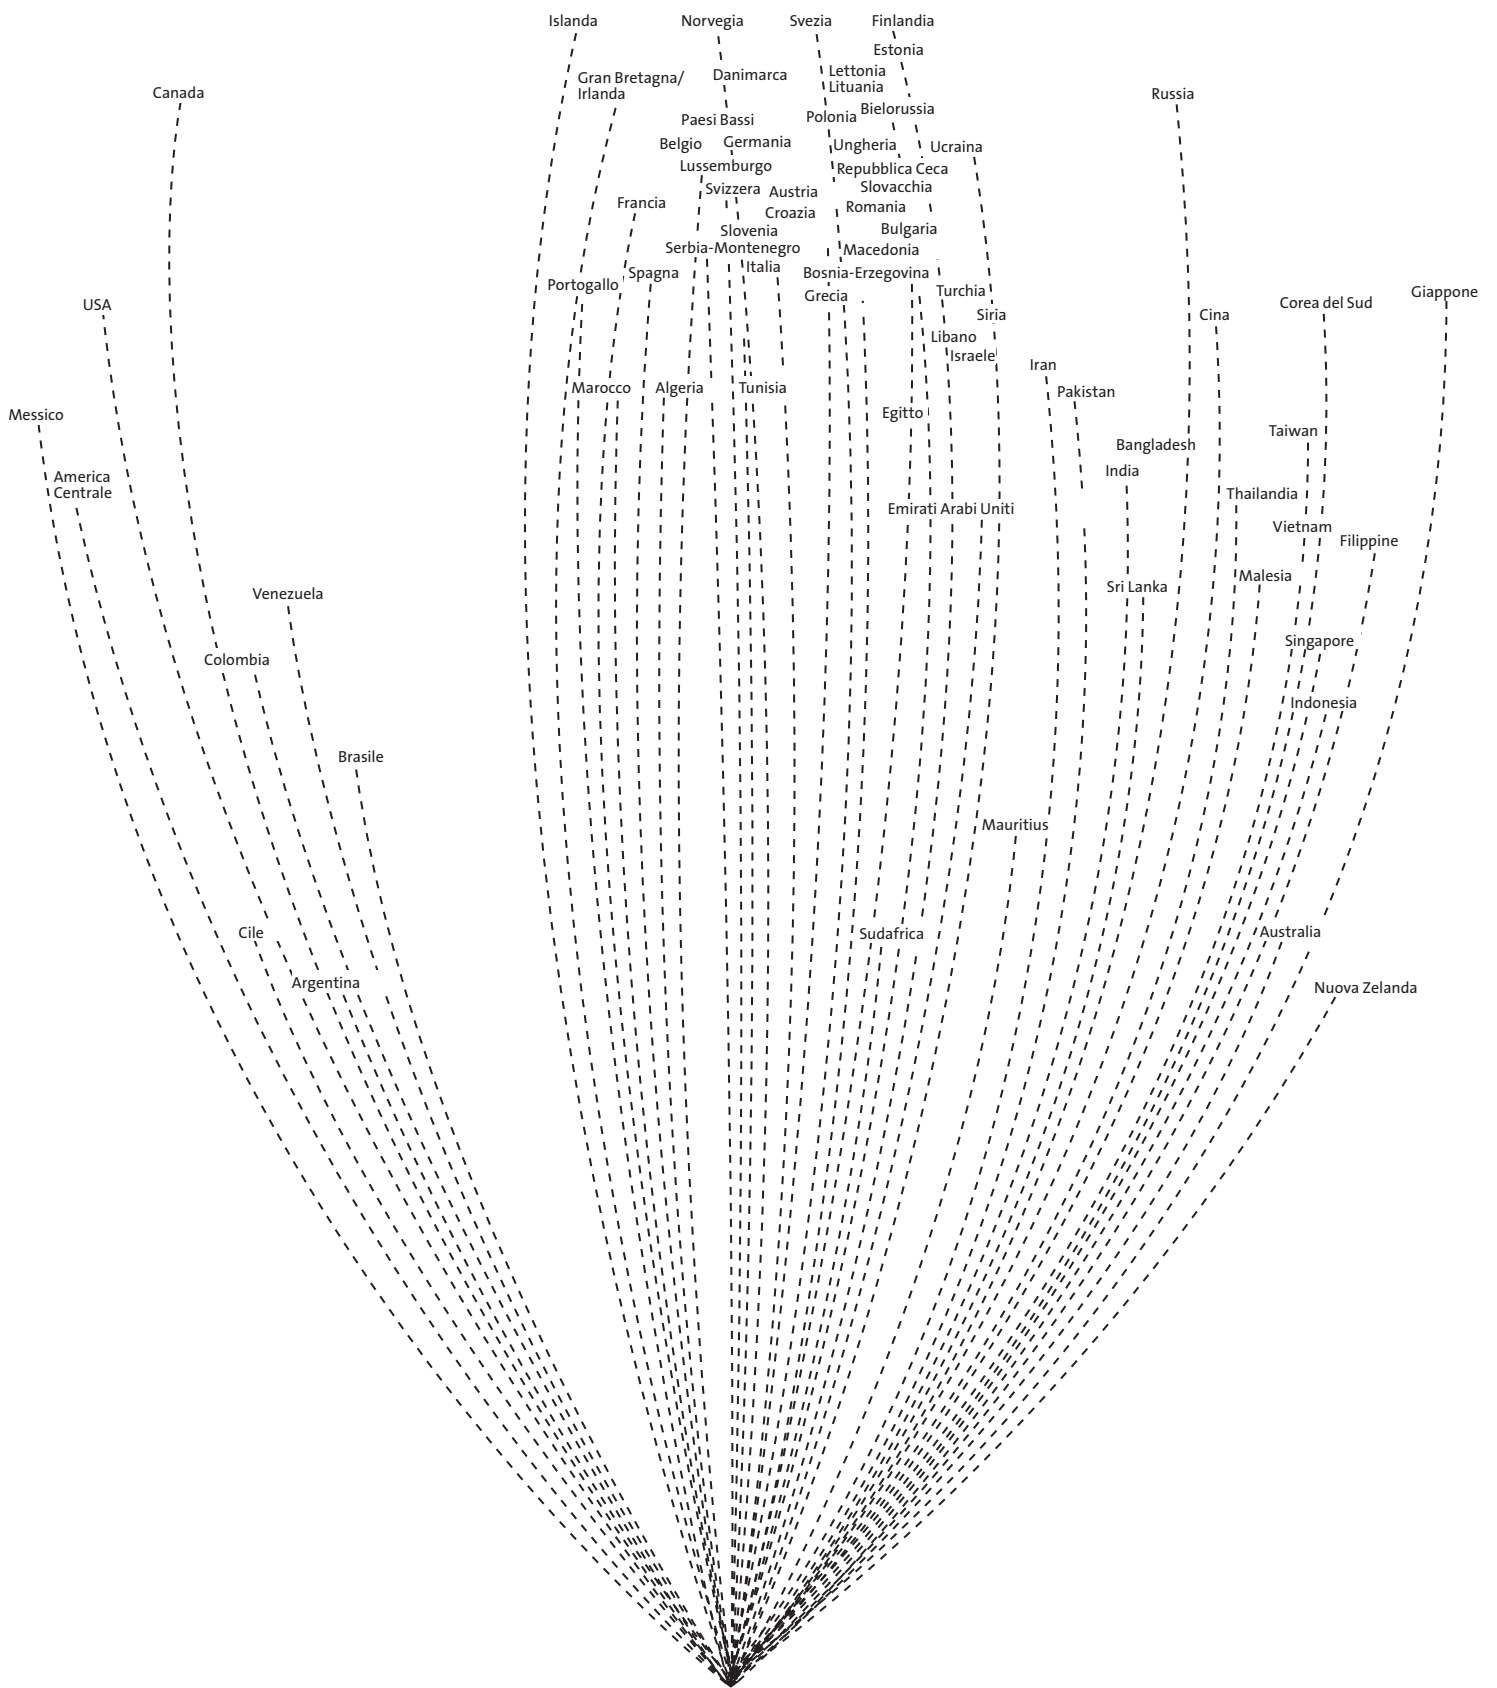 Islanda
Norvegia
Svezia
Finlandia
Estonia
Gran Bretagna/
Irlanda
Danimarca
Lettonia
Lituania
Canada
Russia
Bielorussia
Paesi Bassi
Polonia
Belgio
Germania
Ungheria
Ucraina
Lussemburgo
Repubblica Ceca
Svizzera
Austria
Slovacchia
Francia
Croazia
Romania
Slovenia
Bulgaria
Serbia-Montenegro
Macedonia
Italia
Spagna
Bosnia-Erzegovina
Portogallo
Grecia
Turchia
Giappone
USA
Corea del Sud
Siria
Cina
Libano
Israele
Iran
Marocco
Algeria
Tunisia
Pakistan
Messico
Egitto
Taiwan
Bangladesh
India
America
Centrale
Thailandia
Emirati Arabi Uniti
Vietnam
Filippine
Malesia
Sri Lanka
Venezuela
Singapore
Colombia
Indonesia
Brasile
Mauritius
Cile
Sudafrica
Australia
Argentina
Nuova Zelanda